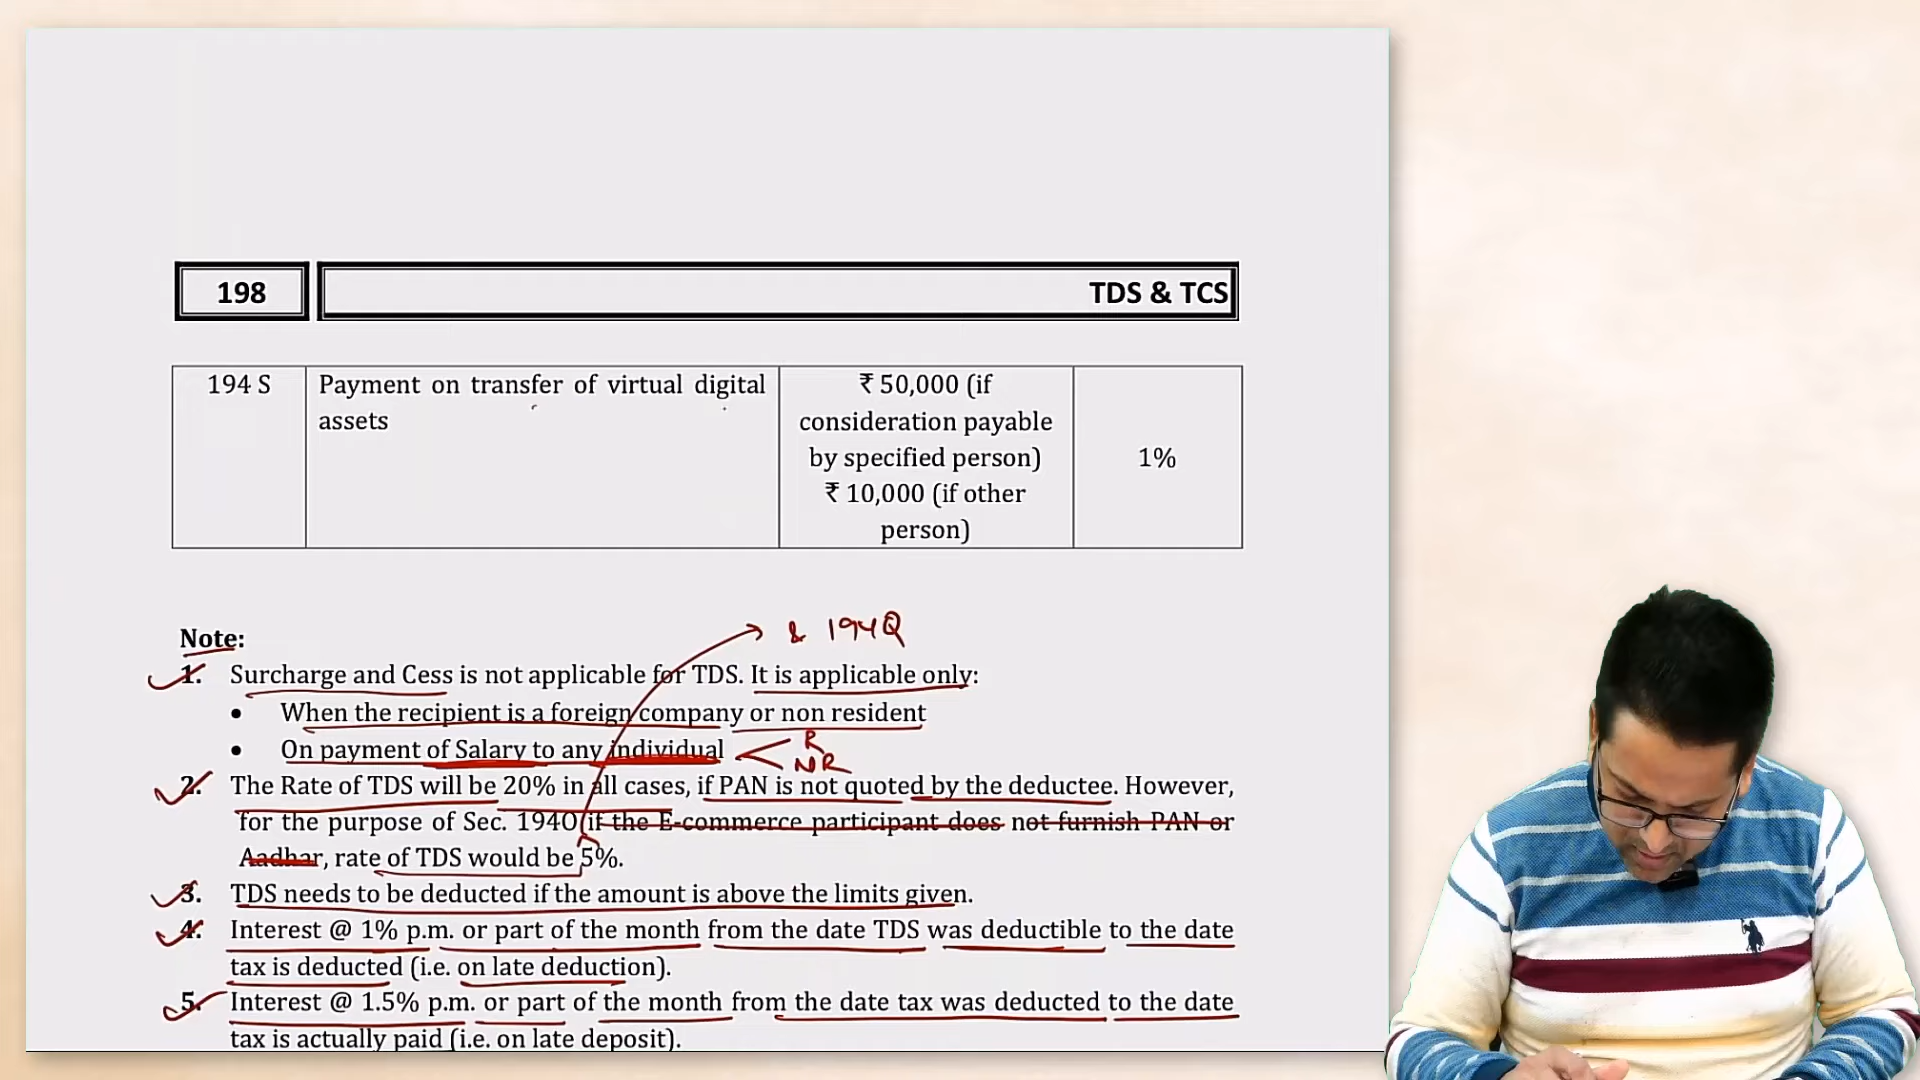 198
TDS & TCS
194 S
Payment on transfer of virtual digital
assets
₹ 50,000 (if
consideration payable
by specified person)
₹ 10,000 (if other
person)
1%
& 194Q
Note:
1. Surcharge and Cess is not applicable for TDS. It is applicable only:
• When the recipient is a foreign company or non resident
• On payment of Salary to any individual
R
NR
2. The Rate of TDS will be 20% in all cases, if PAN is not quoted by the deductee. However,
for the purpose of Sec. 194O if the E-commerce participant does not furnish PAN or
Aadhar, rate of TDS would be 5%.
3. TDS needs to be deducted if the amount is above the limits given.
4. Interest @ 1% p.m. or part of the month from the date TDS was deductible to the date
tax is deducted (i.e. on late deduction).
5. Interest @ 1.5% p.m. or part of the month from the date tax was deducted to the date
tax is actually paid (i.e. on late deposit).